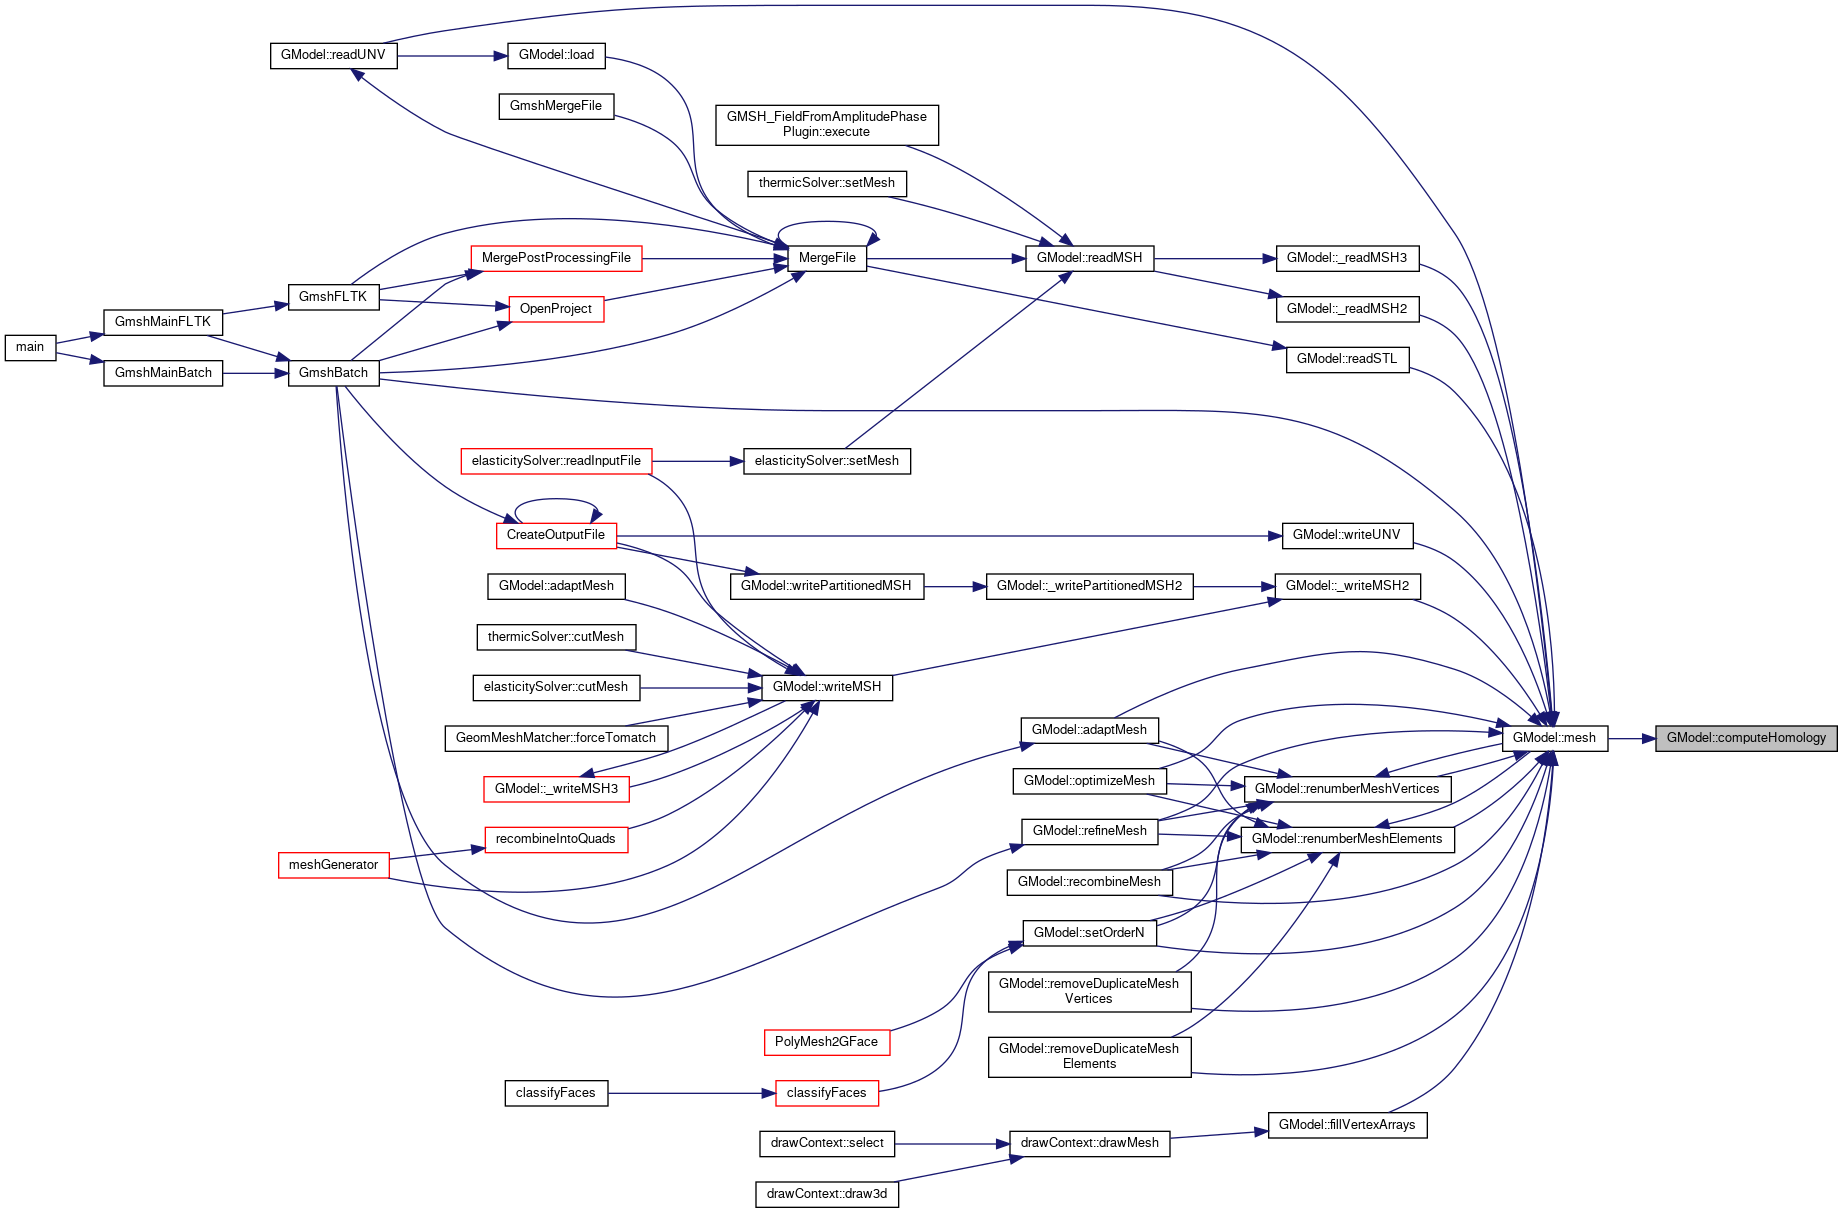 GModel::readUNV
GModel::load
GmshMergeFile
GMSH_FieldFromAmplitudePhase
Plugin::execute
thermicSolver::setMesh
MergePostProcessingFile
MergeFile
GModel::readMSH
GModel::_readMSH3
GmshFLTK
OpenProject
GModel::_readMSH2
GmshMainFLTK
main
GModel::readSTL
GmshMainBatch
GmshBatch
elasticitySolver::readInputFile
elasticitySolver::setMesh
CreateOutputFile
GModel::writeUNV
GModel::adaptMesh
GModel::writePartitionedMSH
GModel::_writePartitionedMSH2
GModel::_writeMSH2
thermicSolver::cutMesh
elasticitySolver::cutMesh
GModel::writeMSH
GeomMeshMatcher::forceTomatch
GModel::adaptMesh
GModel::mesh
GModel::computeHomology
GModel::_writeMSH3
GModel::optimizeMesh
GModel::renumberMeshVertices
recombineIntoQuads
GModel::refineMesh
GModel::renumberMeshElements
meshGenerator
GModel::recombineMesh
GModel::setOrderN
GModel::removeDuplicateMesh
Vertices
PolyMesh2GFace
GModel::removeDuplicateMesh
Elements
classifyFaces
classifyFaces
GModel::fillVertexArrays
drawContext::select
drawContext::drawMesh
drawContext::draw3d